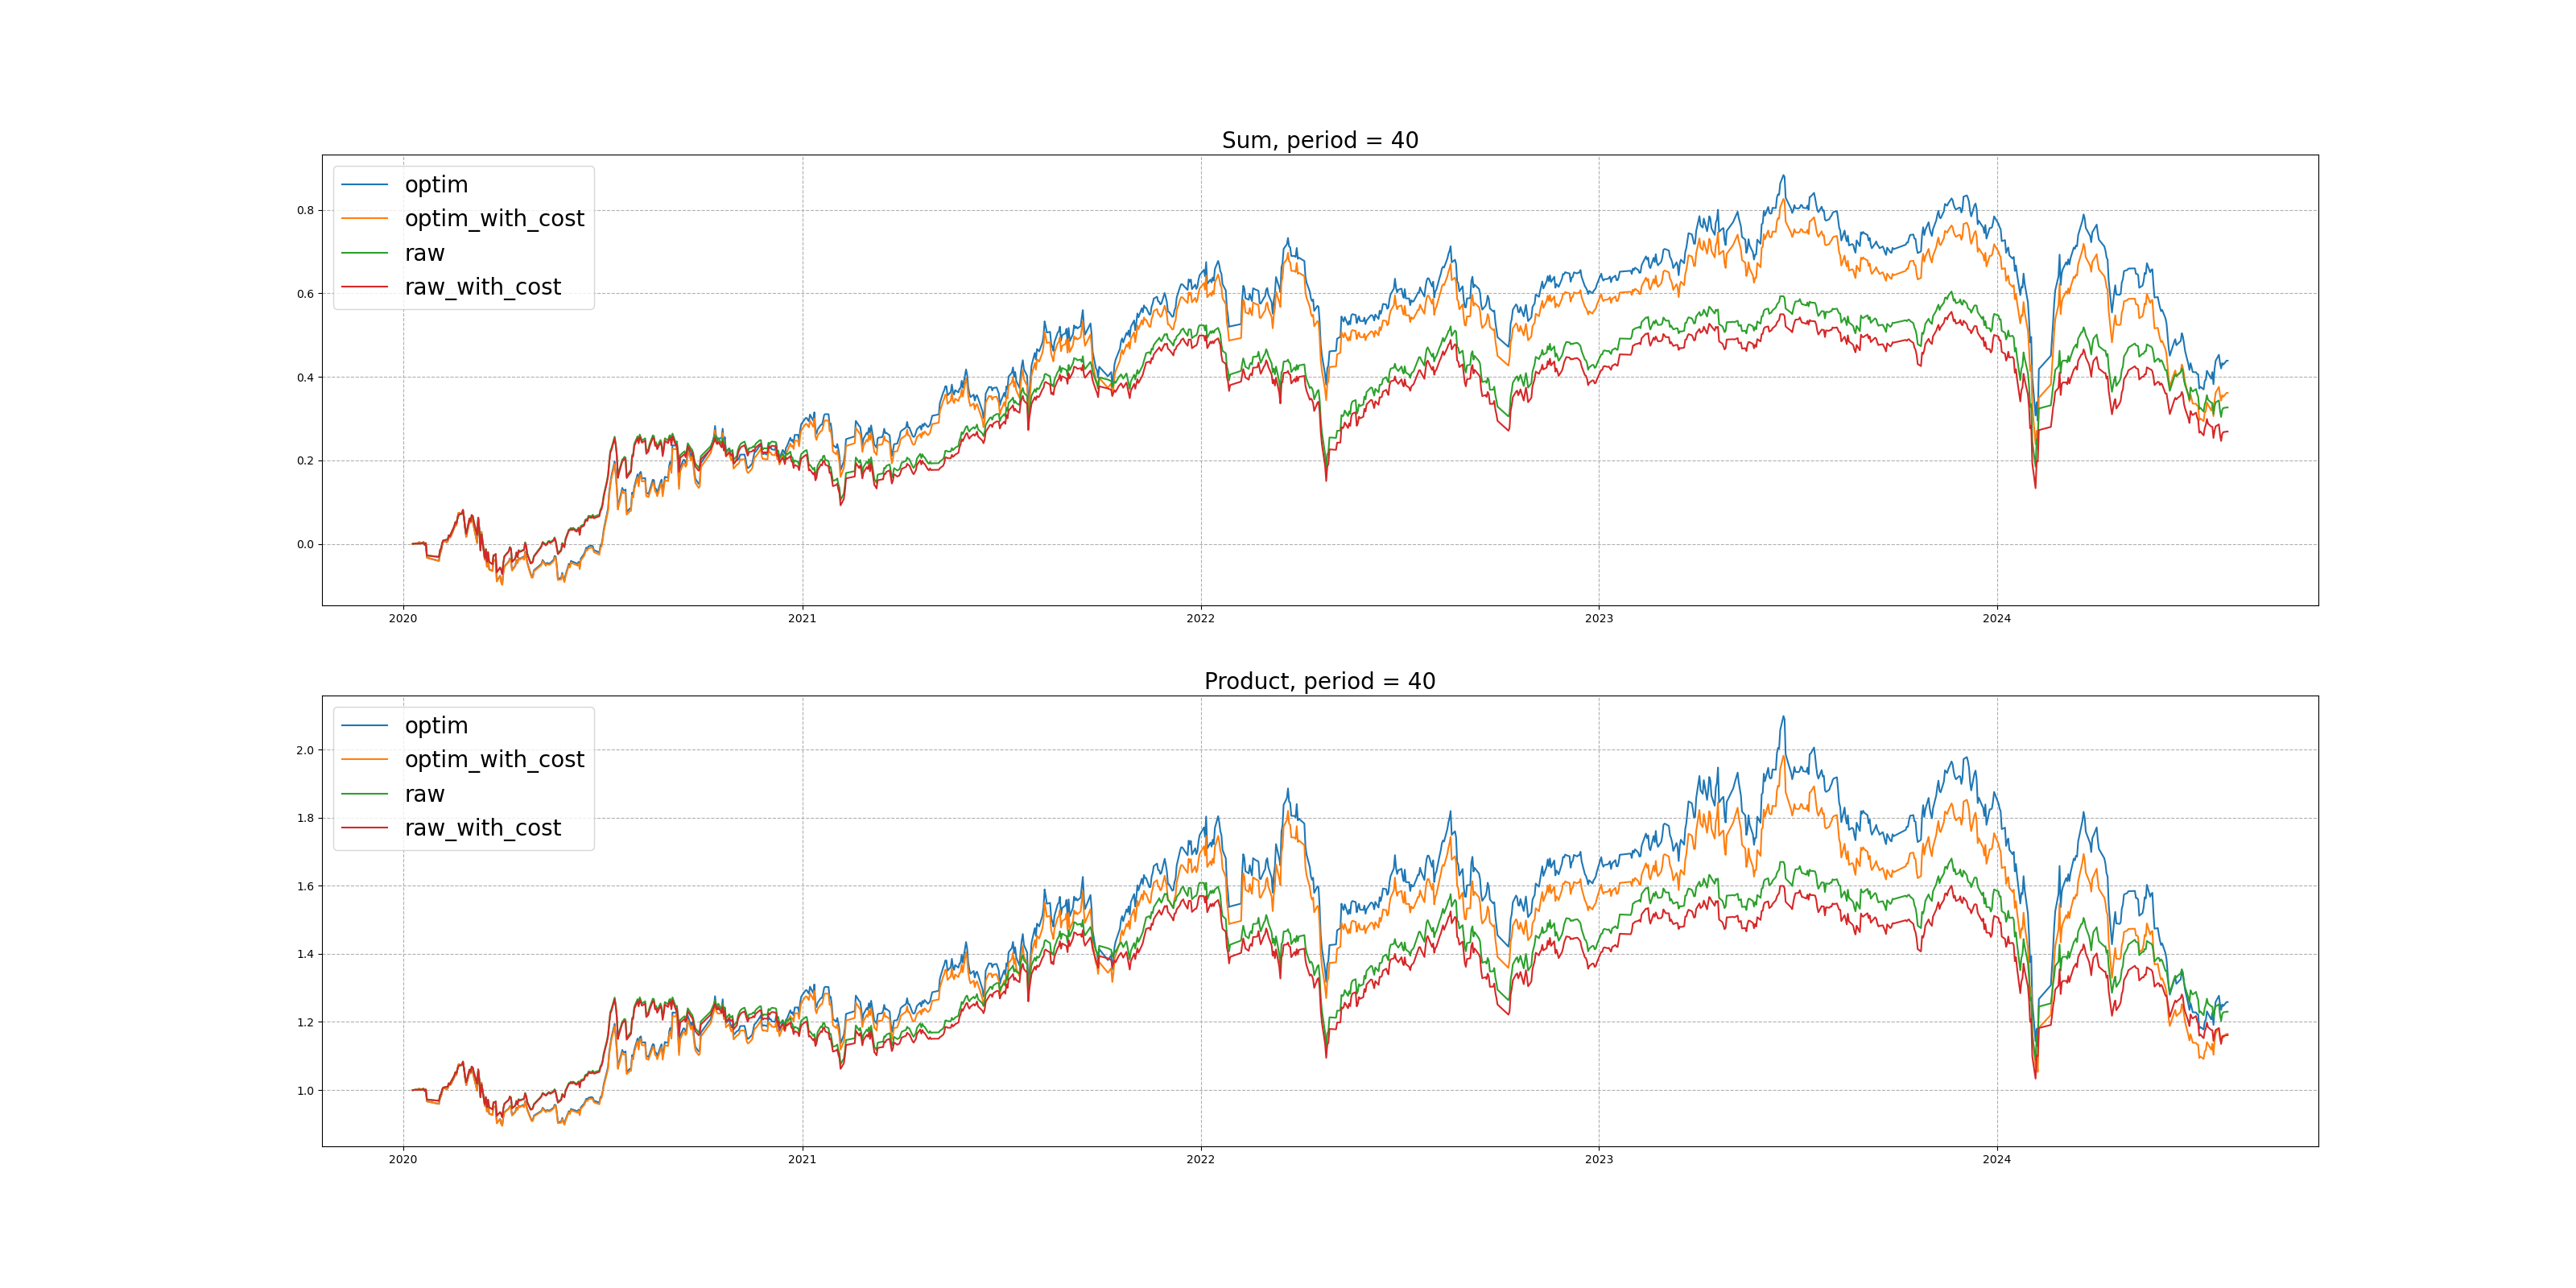 Sum, period = 40
optim
optim_with_cost
raw
raw_with_cost
0.8
0.6
0.4
0.2
0.0
2020 2021 2022 2023 2024
Product, period = 40
optim
optim_with_cost
raw
raw_with_cost
2.0
1.8
1.6
1.4
1.2
1.0
2020 2021 2022 2023 2024